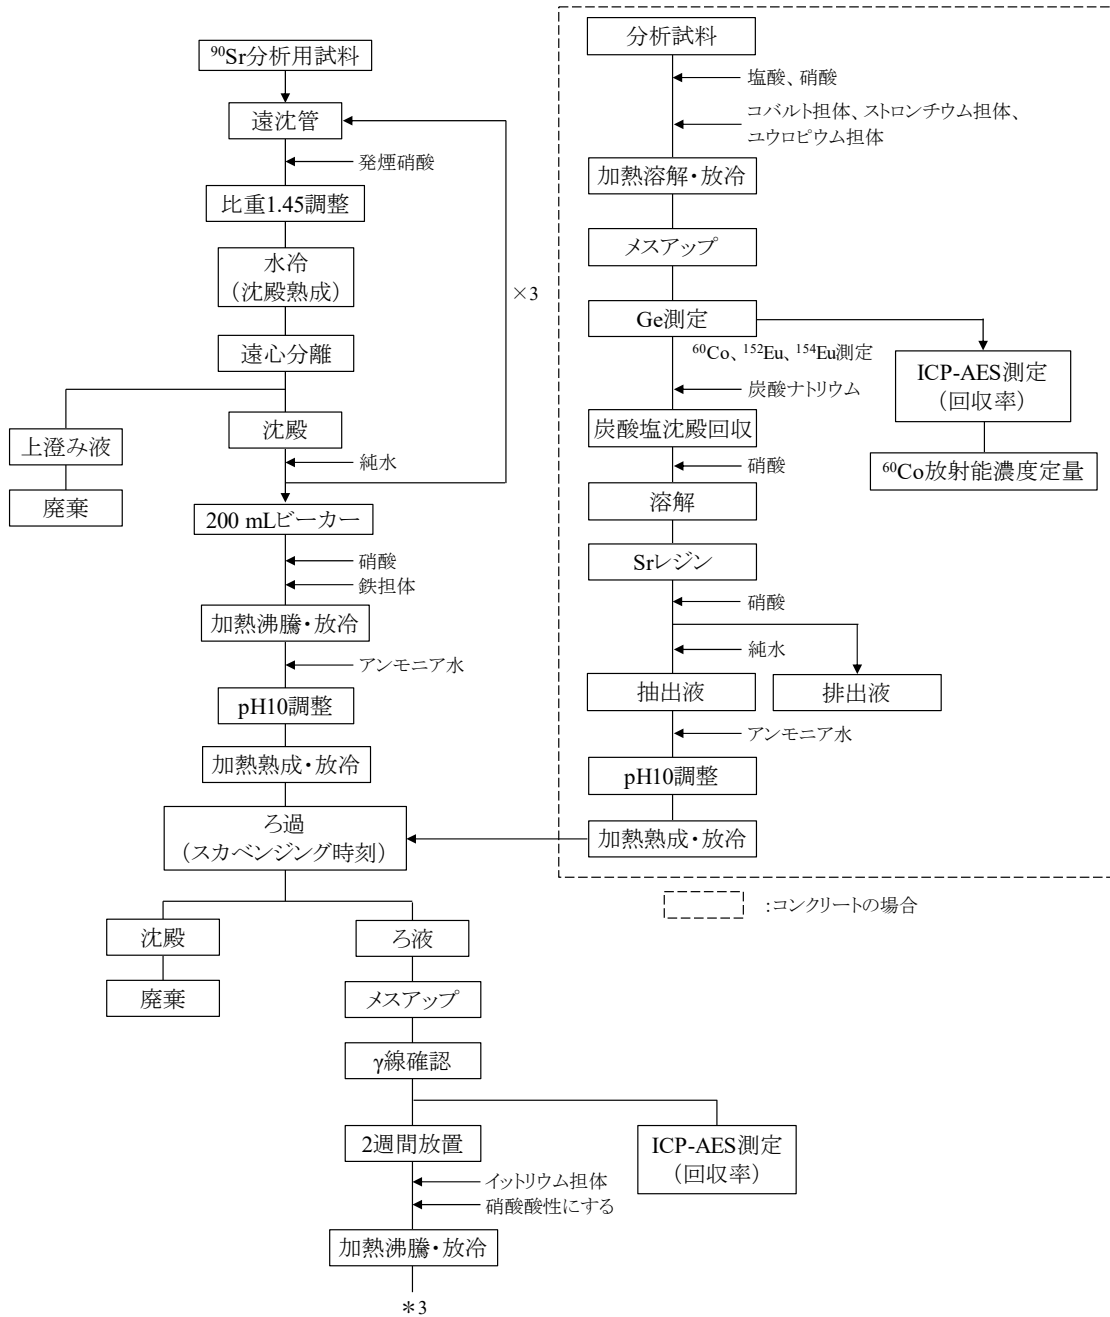 ⁹⁰Sr分析用試料
遠沈管
発煙硝酸
比重1.45調整
水冷
（沈殿熟成）
×3
遠心分離
沈殿
上澄み液
純水
廃棄
200 mLビーカー
硝酸
鉄担体
加熱沸騰・放冷
アンモニア水
pH10調整
加熱熟成・放冷
ろ過
（スカベンジング時刻）
分析試料
塩酸、硝酸
コバルト担体、ストロンチウム担体、
ユウロピウム担体
加熱溶解・放冷
メスアップ
Ge測定
⁶⁰Co、¹⁵²Eu、¹⁵⁴Eu測定
ICP-AES測定
（回収率）
炭酸ナトリウム
炭酸塩沈殿回収
⁶⁰Co放射能濃度定量
硝酸
溶解
Srレジン
硝酸
純水
抽出液
排出液
アンモニア水
pH10調整
加熱熟成・放冷
：コンクリートの場合
沈殿
ろ液
廃棄
メスアップ
γ線確認
2週間放置
ICP-AES測定
（回収率）
イットリウム担体
硝酸酸性にする
加熱沸騰・放冷
＊3